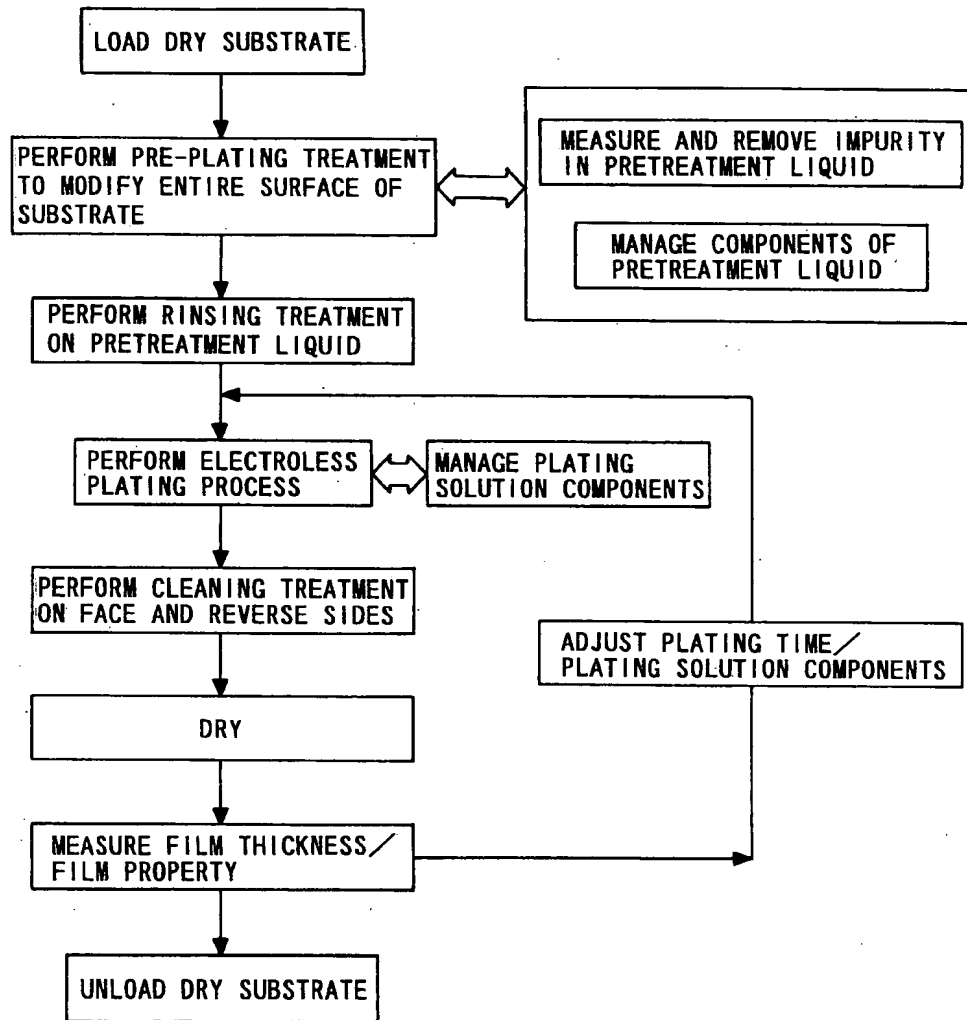 LOAD DRY SUBSTRATE
PERFORM PRE-PLATING TREATMENT
TO MODIFY ENTIRE SURFACE OF
SUBSTRATE
MEASURE AND REMOVE IMPURITY
IN PRETREATMENT LIQUID
MANAGE COMPONENTS OF
PRETREATMENT LIQUID
PERFORM RINSING TREATMENT
ON PRETREATMENT LIQUID
PERFORM ELECTROLESS
PLATING PROCESS
MANAGE PLATING
SOLUTION COMPONENTS
PERFORM CLEANING TREATMENT
ON FACE AND REVERSE SIDES
ADJUST PLATING TIME/
PLATING SOLUTION COMPONENTS
DRY
MEASURE FILM THICKNESS/
FILM PROPERTY
UNLOAD DRY SUBSTRATE